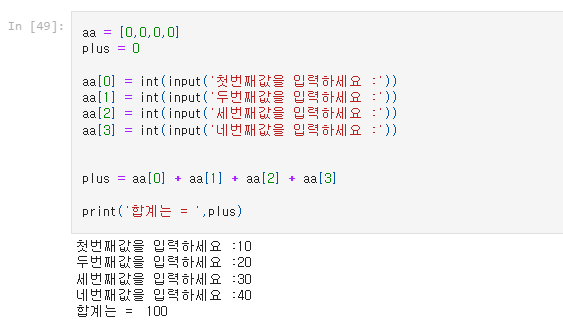 In [49]:
aa = [0,0,0,0]
plus = 0
aa[0] = int(input('첫번째값을 입력하세요 :'))
aa[1] = int(input('두번째값을 입력하세요 :'))
aa[2] = int(input('세번째값을 입력하세요 :'))
aa[3] = int(input('네번째값을 입력하세요 :'))
plus = aa[0] + aa[1] + aa[2] + aa[3]
print('합계는 = ',plus)
첫번째값을 입력하세요 :10
두번째값을 입력하세요 :20
세번째값을 입력하세요 :30
네번째값을 입력하세요 :40
합계는 =  100